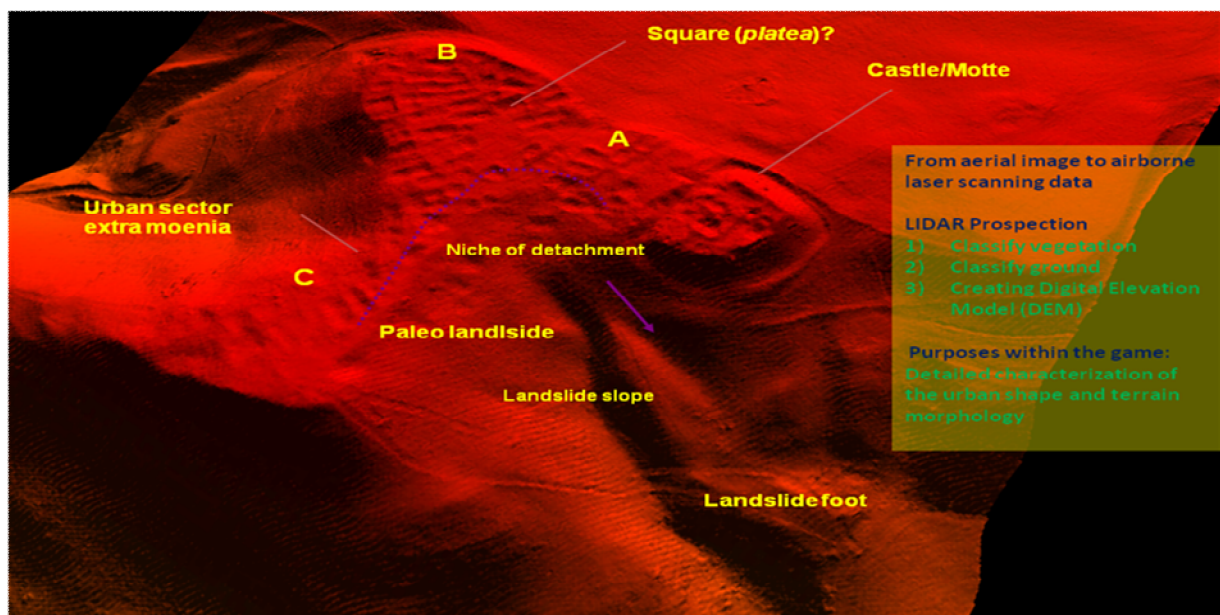 B
Square (platea)?
Castle/Motte
A
From aerial image to airborne
laser scanning data
LIDAR Prospection
1) Classify vegetation
2) Classify ground
3) Creating Digital Elevation
Model (DEM)
Purposes within the game:
Detailed characterization of
the urban shape and terrain
morphology
Urban sector
extra moenia
Niche of detachment
C
Paleo landlside
Landslide slope
Landslide foot